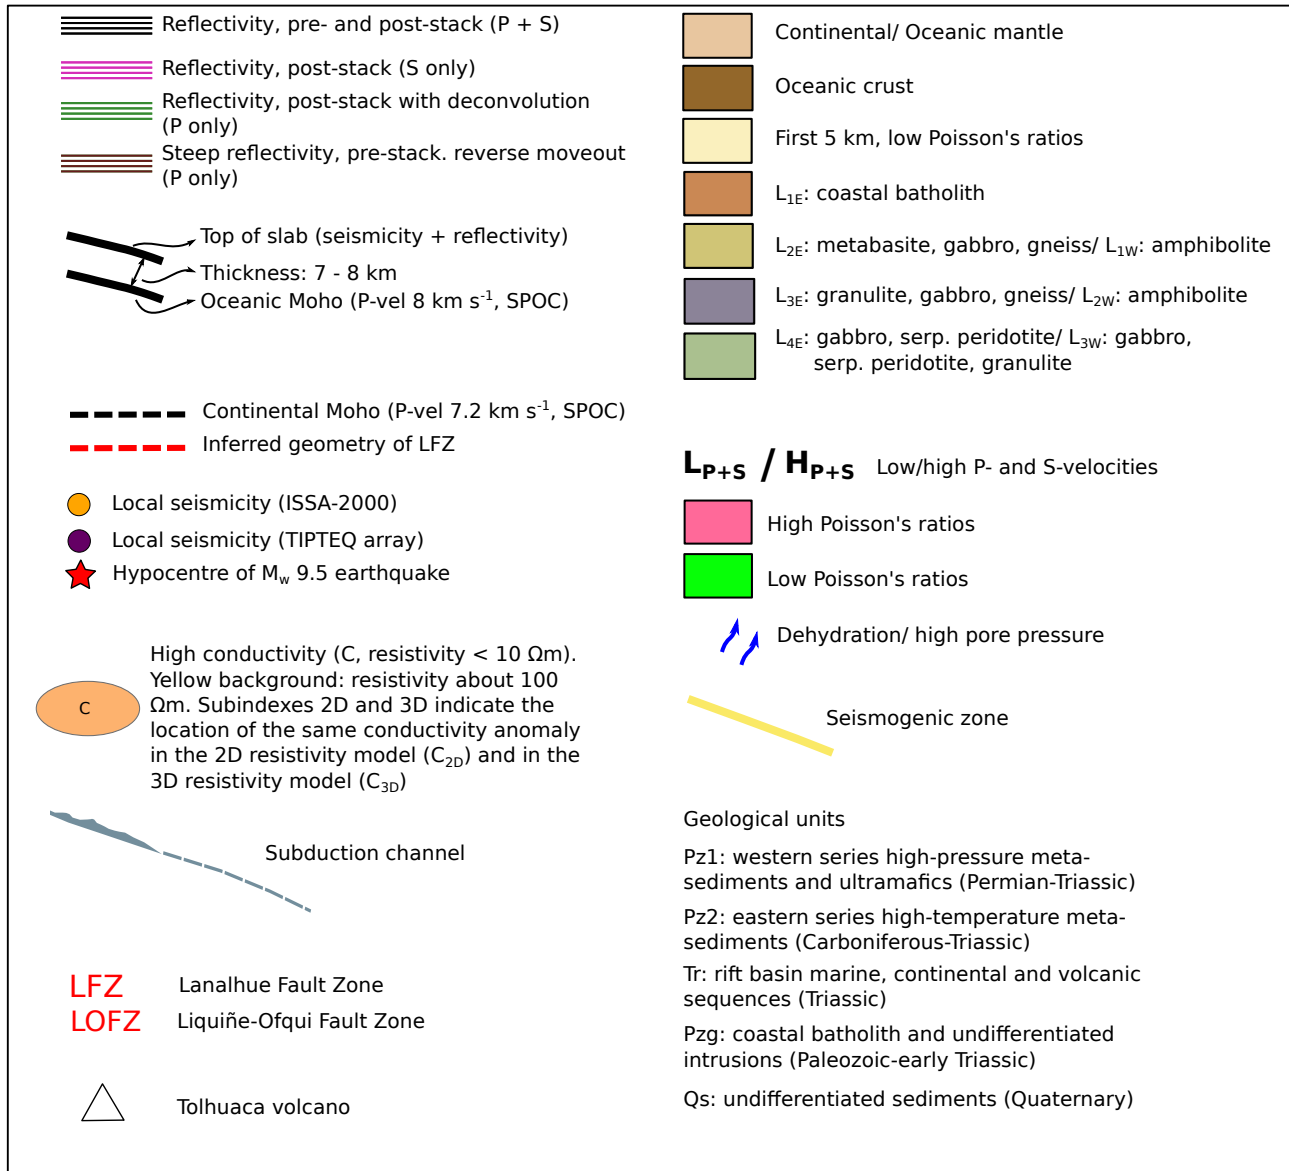 Reflectivity, pre- and post-stack (P + S)
Reflectivity, post-stack (S only)
Reflectivity, post-stack with deconvolution
(P only)
Steep reflectivity, pre-stack. reverse moveout
(P only)
Top of slab (seismicity + reflectivity)
Thickness: 7 - 8 km
Oceanic Moho (P-vel 8 km s⁻¹, SPOC)
Continental Moho (P-vel 7.2 km s⁻¹, SPOC)
Inferred geometry of LFZ
Local seismicity (ISSA-2000)
Local seismicity (TIPTEQ array)
Hypocentre of Mw 9.5 earthquake
C
High conductivity (C, resistivity < 10 Ωm).
Yellow background: resistivity about 100
Ωm. Subindexes 2D and 3D indicate the
location of the same conductivity anomaly
in the 2D resistivity model (C2D) and in the
3D resistivity model (C3D)
Subduction channel
LFZ Lanalhue Fault Zone
LOFZ Liquiñe-Ofqui Fault Zone
Tolhuaca volcano
Continental/ Oceanic mantle
Oceanic crust
First 5 km, low Poisson's ratios
L1E: coastal batholith
L2E: metabasite, gabbro, gneiss/ L1W: amphibolite
L3E: granulite, gabbro, gneiss/ L2W: amphibolite
L4E: gabbro, serp. peridotite/ L3W: gabbro,
serp. peridotite, granulite
LP+S / HP+S Low/high P- and S-velocities
High Poisson's ratios
Low Poisson's ratios
Dehydration/ high pore pressure
Seismogenic zone
Geological units
Pz1: western series high-pressure meta-
sediments and ultramafics (Permian-Triassic)
Pz2: eastern series high-temperature meta-
sediments (Carboniferous-Triassic)
Tr: rift basin marine, continental and volcanic
sequences (Triassic)
Pzg: coastal batholith and undifferentiated
intrusions (Paleozoic-early Triassic)
Qs: undifferentiated sediments (Quaternary)